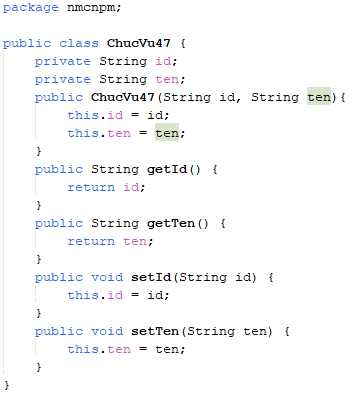 package nmcnpm;
public class ChucVu47 {
    private String id;
    private String ten;
    public ChucVu47(String id, String ten){
        this.id = id;
        this.ten = ten;
    }
    public String getId() {
        return id;
    }
    public String getTen() {
        return ten;
    }
    public void setId(String id) {
        this.id = id;
    }
    public void setTen(String ten) {
        this.ten = ten;
    }
}